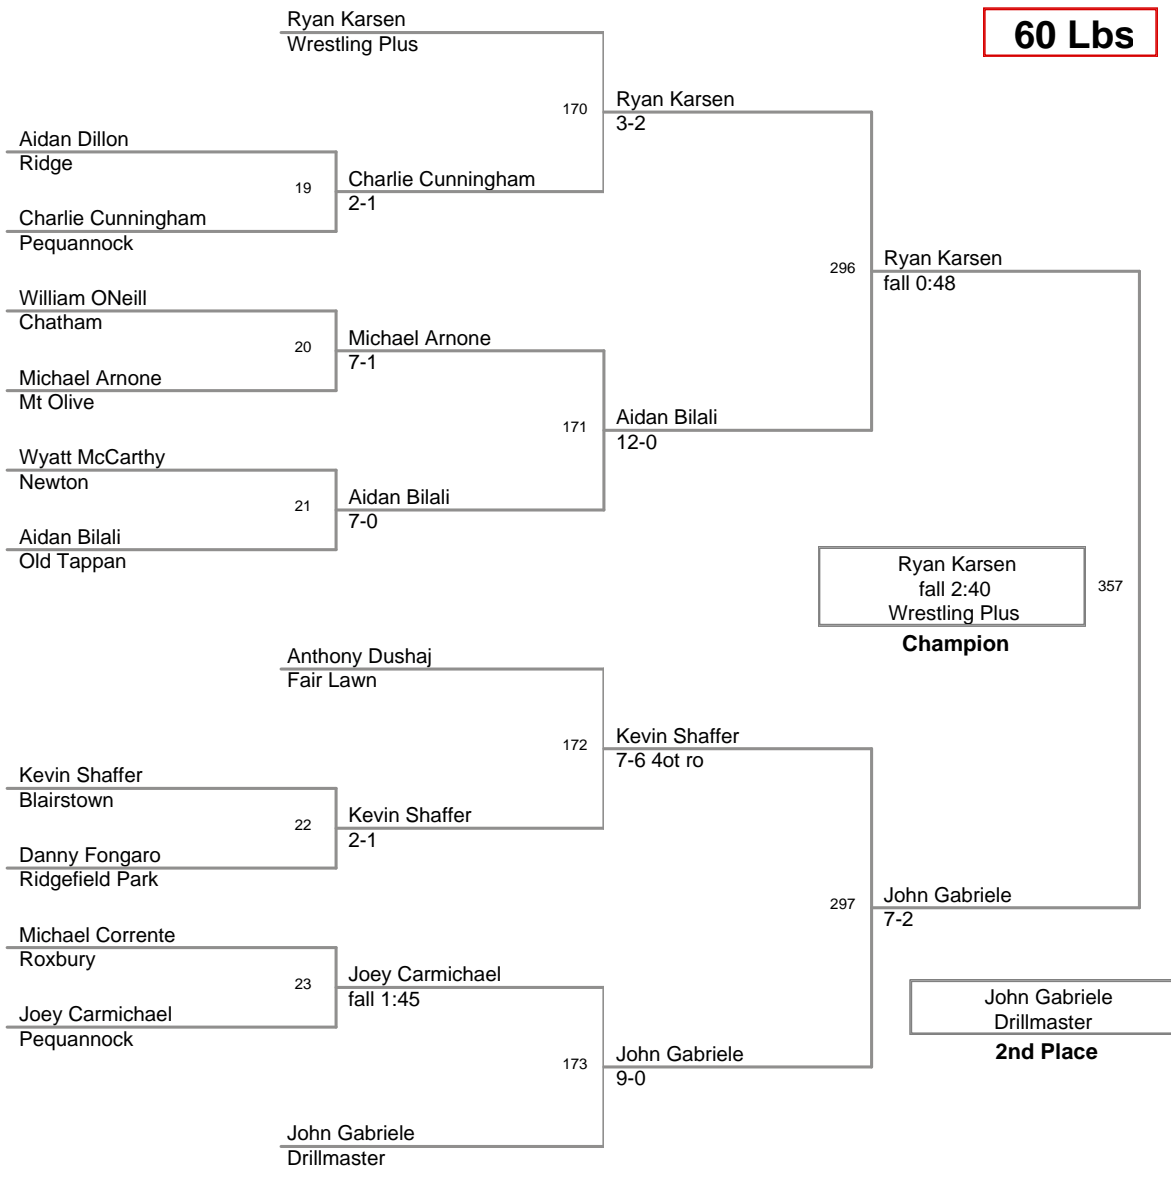 Ryan Karsen
Wrestling Plus
60 Lbs
170
Ryan Karsen
3-2
Aidan Dillon
Ridge
19
Charlie Cunningham
2-1
Charlie Cunningham
Pequannock
296
Ryan Karsen
fall 0:48
William ONeill
Chatham
20
Michael Arnone
7-1
Michael Arnone
Mt Olive
171
Aidan Bilali
12-0
Wyatt McCarthy
Newton
21
Aidan Bilali
7-0
Aidan Bilali
Old Tappan
Ryan Karsen
fall 2:40
Wrestling Plus
357
Champion
Anthony Dushaj
Fair Lawn
172
Kevin Shaffer
7-6 4ot ro
Kevin Shaffer
Blairstown
22
Kevin Shaffer
2-1
Danny Fongaro
Ridgefield Park
297
John Gabriele
7-2
Michael Corrente
Roxbury
23
Joey Carmichael
fall 1:45
Joey Carmichael
Pequannock
John Gabriele
Drillmaster
2nd Place
173
John Gabriele
9-0
John Gabriele
Drillmaster